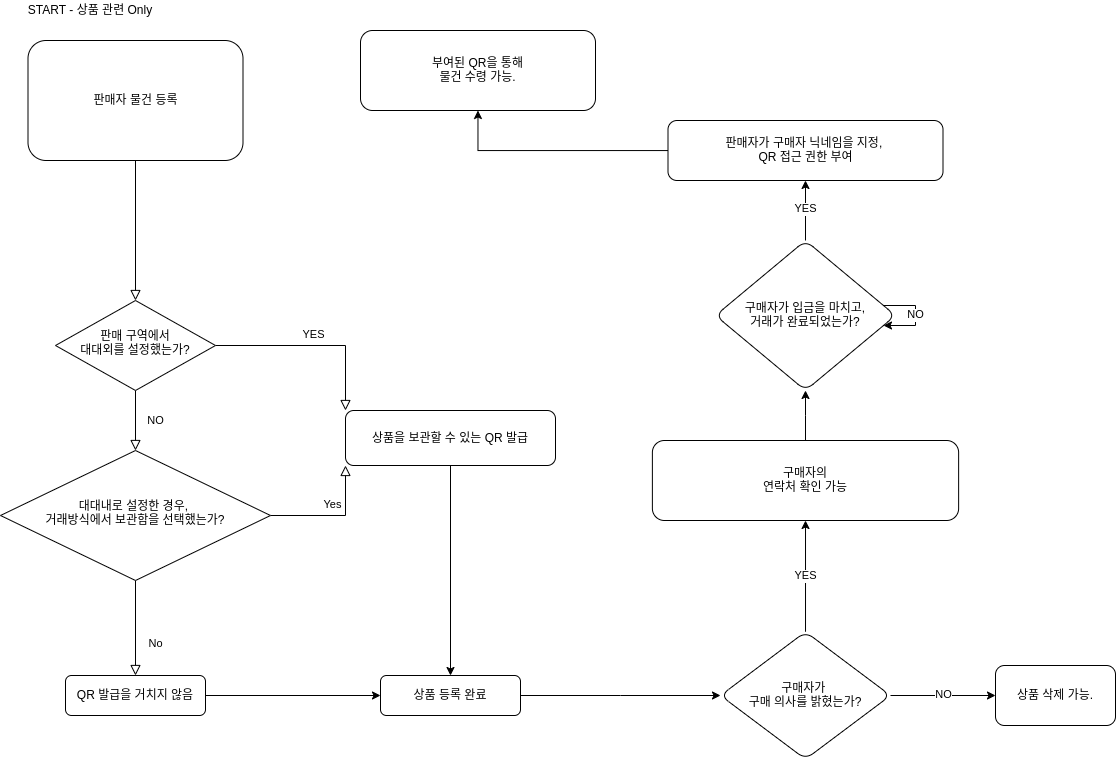 START - 상품 관련 Only
판매자 물건 등록
판매 구역에서
대대외를 설정했는가?
YES
NO
대대내로 설정한 경우,
거래방식에서 보관함을 선택했는가?
Yes
No
QR 발급을 거치지 않음
상품을 보관할 수 있는 QR 발급
상품 등록 완료
구매자가
구매 의사를 밝혔는가?
NO
상품 삭제 가능.
YES
구매자의
연락처 확인 가능
구매자가 입금을 마치고,
거래가 완료되었는가?
NO
YES
판매자가 구매자 닉네임을 지정,
QR 접근 권한 부여
부여된 QR을 통해
물건 수령 가능.